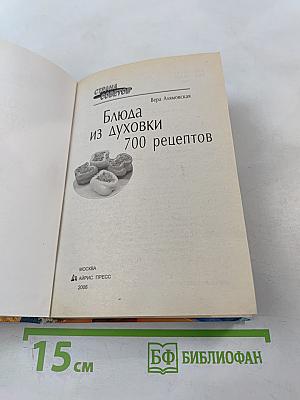 СТРАНА
СОВЕТОВ
Вера Алямовская
Блюда
из духовки
700 рецептов
МОСКВА
АЙРИС ПРЕСС
2006
15 см
БФ БИБЛИОФАН